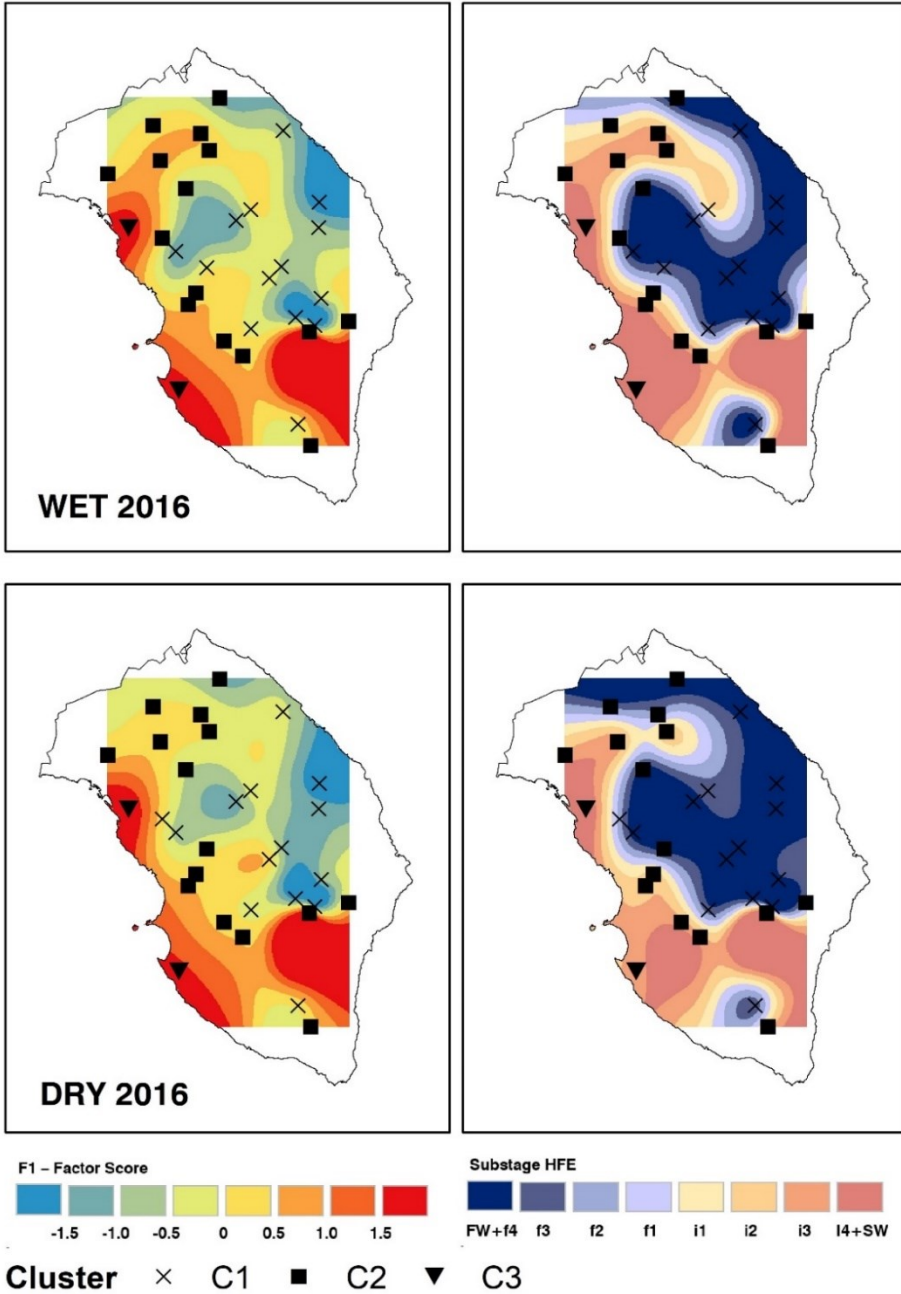 WET 2016
DRY 2016
F1 – Factor Score
-1.5 -1.0 -0.5 0 0.5 1.0 1.5
Substage HFE
FW+f4 f3 f2 f1 i1 i2 i3 I4+SW
Cluster C1 C2 C3